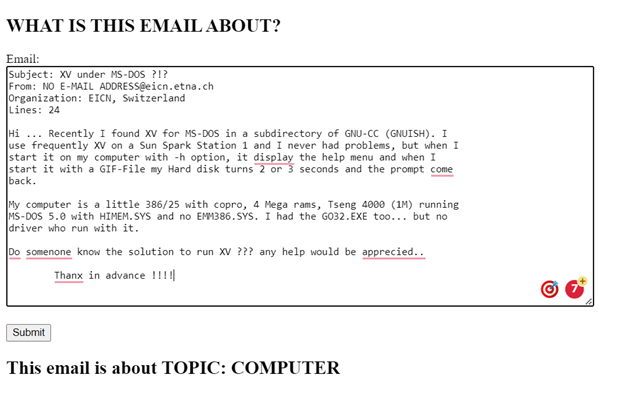 WHAT IS THIS EMAIL ABOUT?
Email:
Subject: XV under MS-DOS ?!?
From: NO E-MAIL ADDRESS@eicn.etna.ch
Organization: EICN, Switzerland
Lines: 24
Hi ... Recently I found XV for MS-DOS in a subdirectory of GNU-CC (GNUISH). I
use frequently XV on a Sun Spark Station 1 and I never had problems, but when I
start it on my computer with -h option, it display the help menu and when I
start it with a GIF-File my Hard disk turns 2 or 3 seconds and the prompt come
back.
My computer is a little 386/25 with copro, 4 Mega rams, Tseng 4000 (1M) running
MS-DOS 5.0 with HIMEM.SYS and no EMM386.SYS. I had the GO32.EXE too... but no
driver who run with it.
Do somenone know the solution to run XV ??? any help would be apprecied..
Thanx in advance !!!!
7
Submit
This email is about TOPIC: COMPUTER